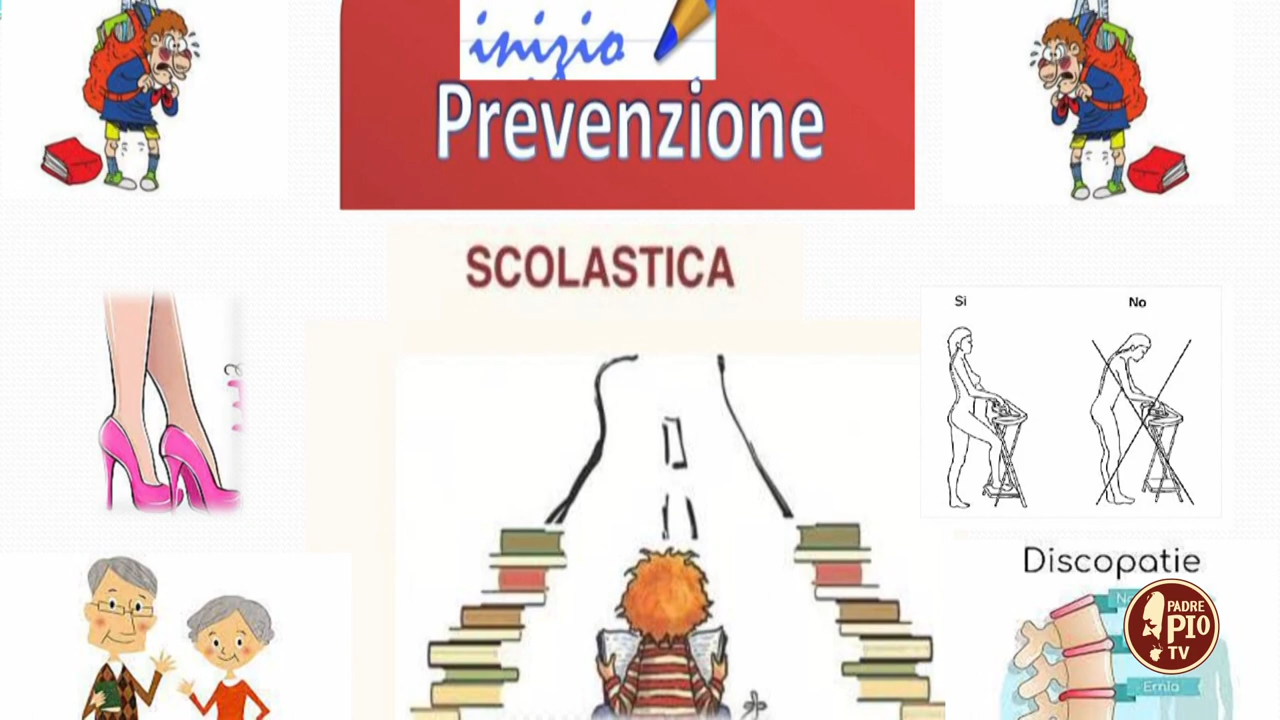 inizio
Prevenzione
SCOLASTICA
Si
No
Discopatie
Ernia
PADRE
PIO
TV